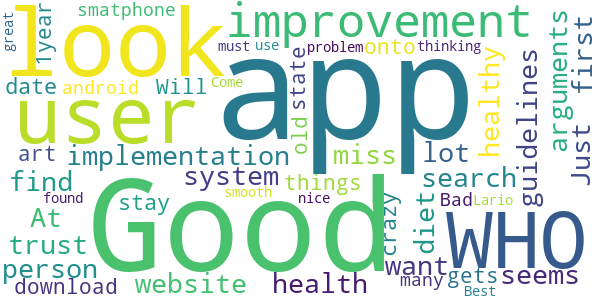 great
1year
smatphone
look
improvement
must use problem thinking
onto
Come
android
Will
date
state
old
app
healthy
guidelines
arguments
first
Just
user
art implementation
miss
lot
system
things
search
find
found
At
stay
Good
smooth
nice
crazy
diet
Bad Lario
WHO
trust
person
download
website
health
want
many gets seems
Best